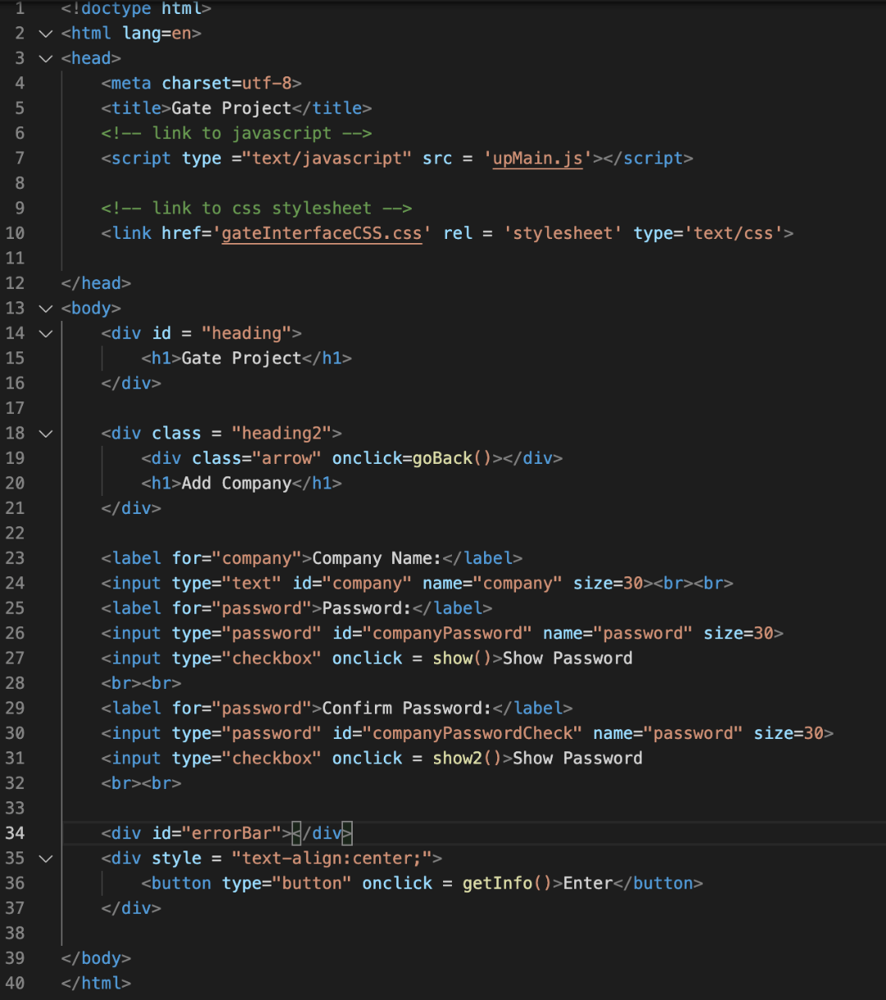 1 <!doctype html>
2 <html lang=en>
3 <head>
4 <meta charset=utf-8>
5 <title>Gate Project</title>
6 <!-- link to javascript -->
7 <script type ="text/javascript" src = 'upMain.js'></script>
8
9 <!-- link to css stylesheet -->
10 <link href='gateInterfaceCSS.css' rel = 'stylesheet' type='text/css'>
11
12 </head>
13 <body>
14 <div id = "heading">
15 <h1>Gate Project</h1>
16 </div>
17
18 <div class = "heading2">
19 <div class="arrow" onclick=goBack()></div>
20 <h1>Add Company</h1>
21 </div>
22
23 <label for="company">Company Name:</label>
24 <input type="text" id="company" name="company" size=30><br><br>
25 <label for="password">Password:</label>
26 <input type="password" id="companyPassword" name="password" size=30>
27 <input type="checkbox" onclick = show()>Show Password
28 <br><br>
29 <label for="password">Confirm Password:</label>
30 <input type="password" id="companyPasswordCheck" name="password" size=30>
31 <input type="checkbox" onclick = show2()>Show Password
32 <br><br>
33
34 <div id="errorBar"></div>
35 <div style = "text-align:center;">
36 <button type="button" onclick = getInfo()>Enter</button>
37 </div>
38
39 </body>
40 </html>